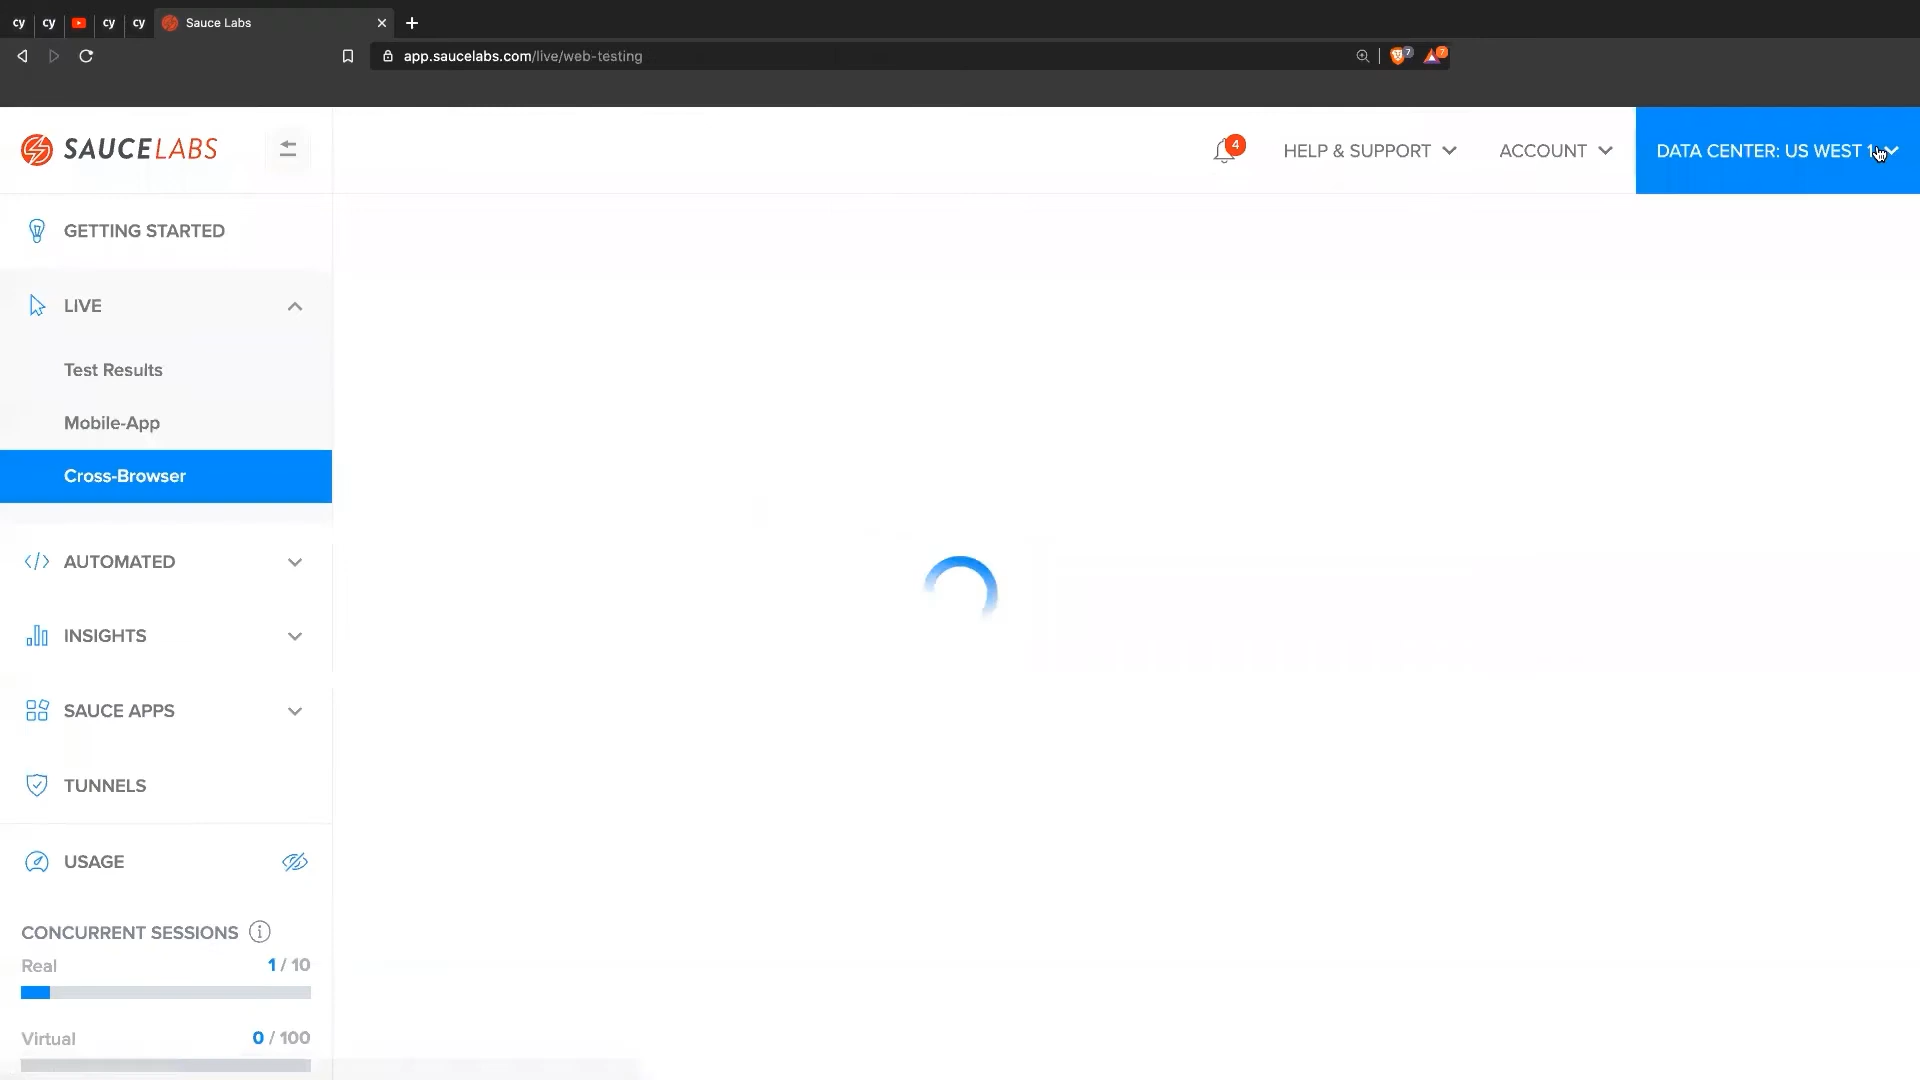 cy
cy
cy
cy
Sauce Labs
app.saucelabs.com/live/web-testing
7
7
SAUCELABS
4
HELP & SUPPORT
ACCOUNT
DATA CENTER: US WEST 1
GETTING STARTED
LIVE
Test Results
Mobile-App
Cross-Browser
AUTOMATED
INSIGHTS
SAUCE APPS
TUNNELS
USAGE
CONCURRENT SESSIONS
Real
1 / 10
Virtual
0 / 100